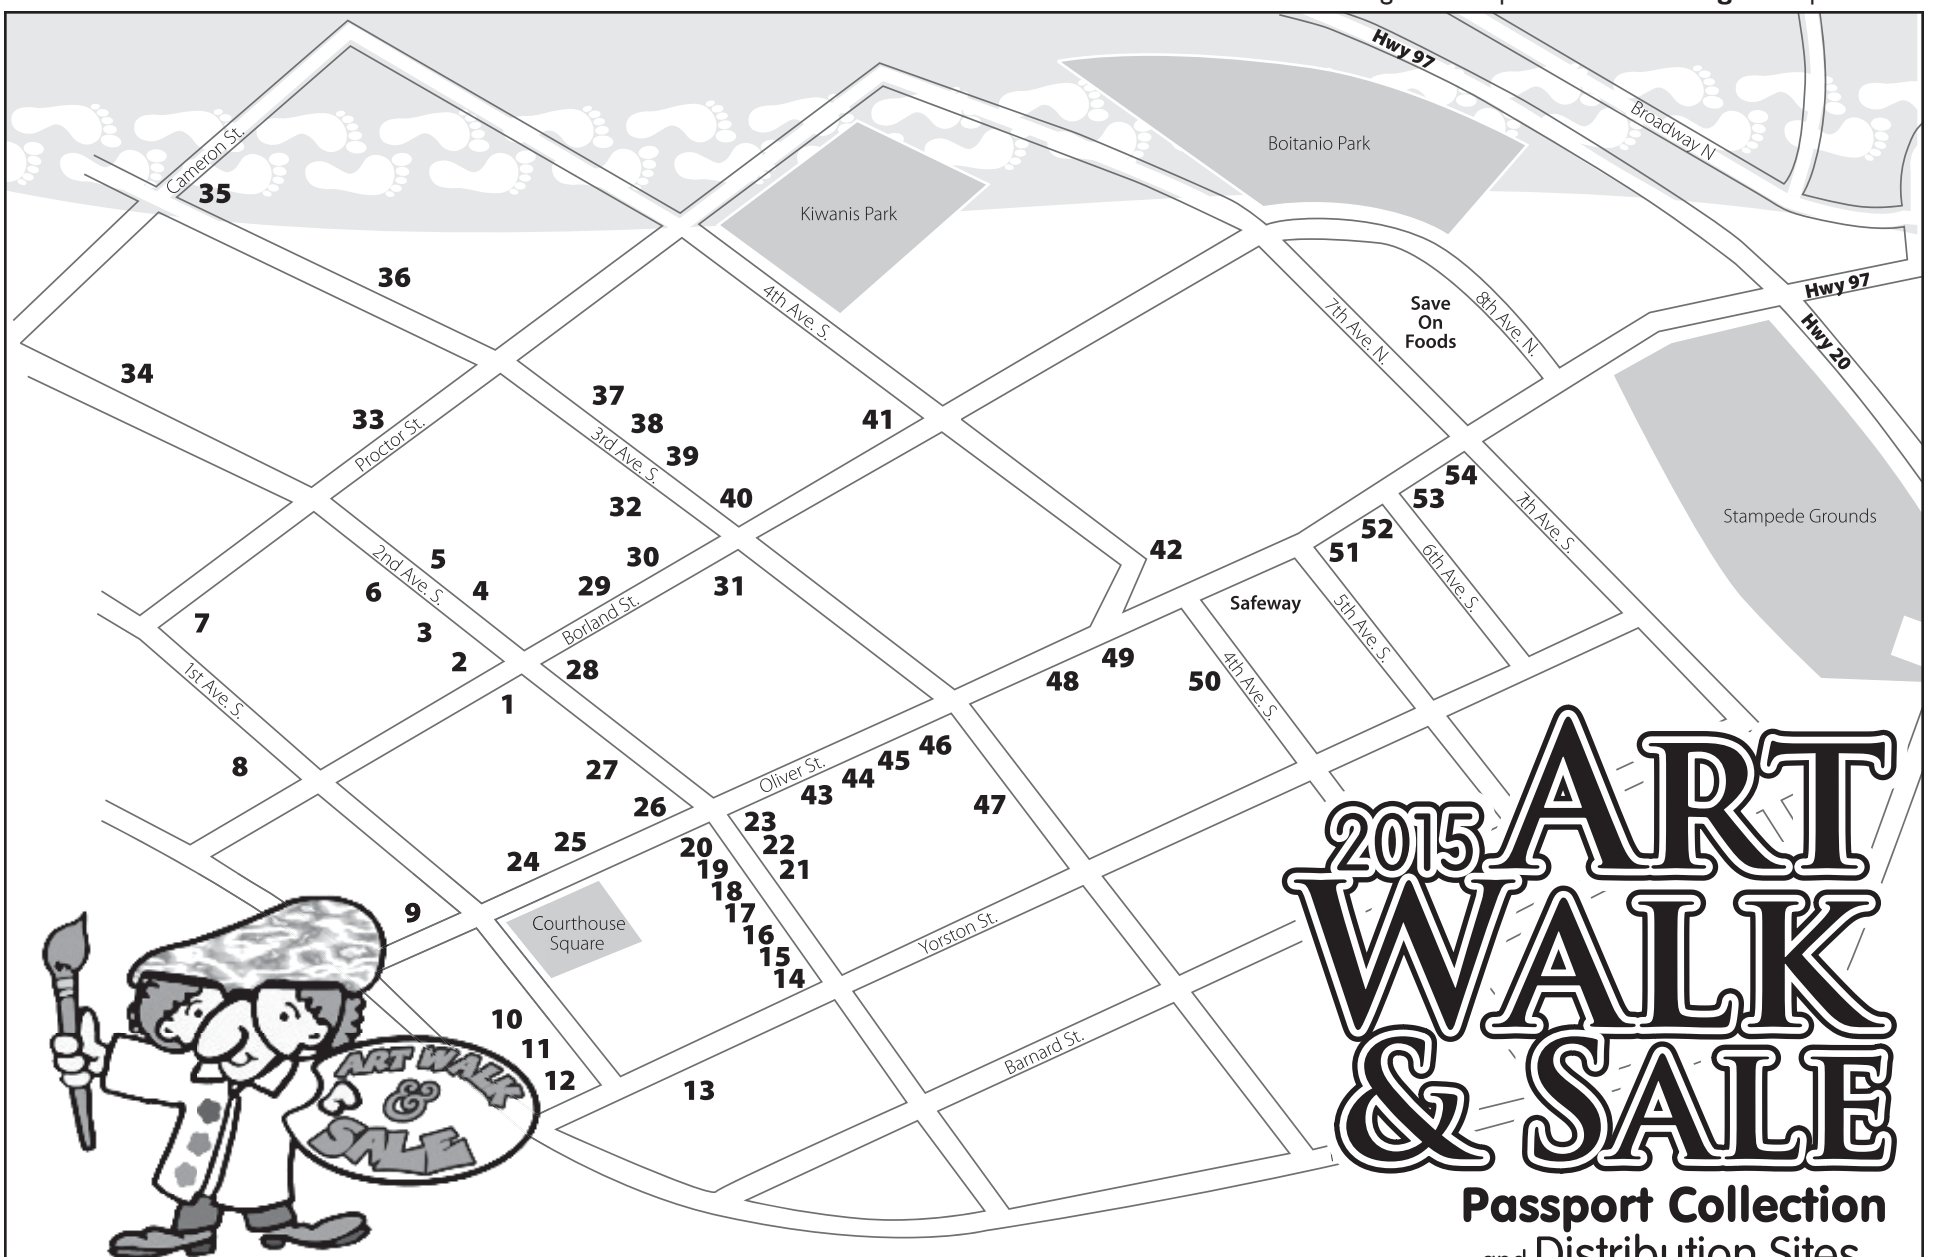 Hwy 97
Broadway N
Cameron St.
35
Boitanio Park
Kiwanis Park
36
4th Ave. S.
7th Ave. N.
Save
On
Foods
8th Ave. N.
Hwy 97
Hwy 20
34
33
Proctor St.
37
38
39
3rd Ave. S.
41
40
32
54
53
52
51
7th Ave. S.
Stampede Grounds
5
2nd Ave. S.
6
4
30
29
31
42
6th Ave. S.
Safeway
5th Ave. S.
7
3
2
Borland St.
28
1st Ave. S.
1
49
48
50
4th Ave. S.
8
27
26
Oliver St.
46
45
44
43
47
25
24
23
22
21
20
19
18
17
16
15
14
9
Courthouse
Square
Yorston St.
10
11
12
13
Barnard St.
ART WALK
&
SALE
2015 ART
WALK
& SALE
Passport Collection
and Distribution Sites